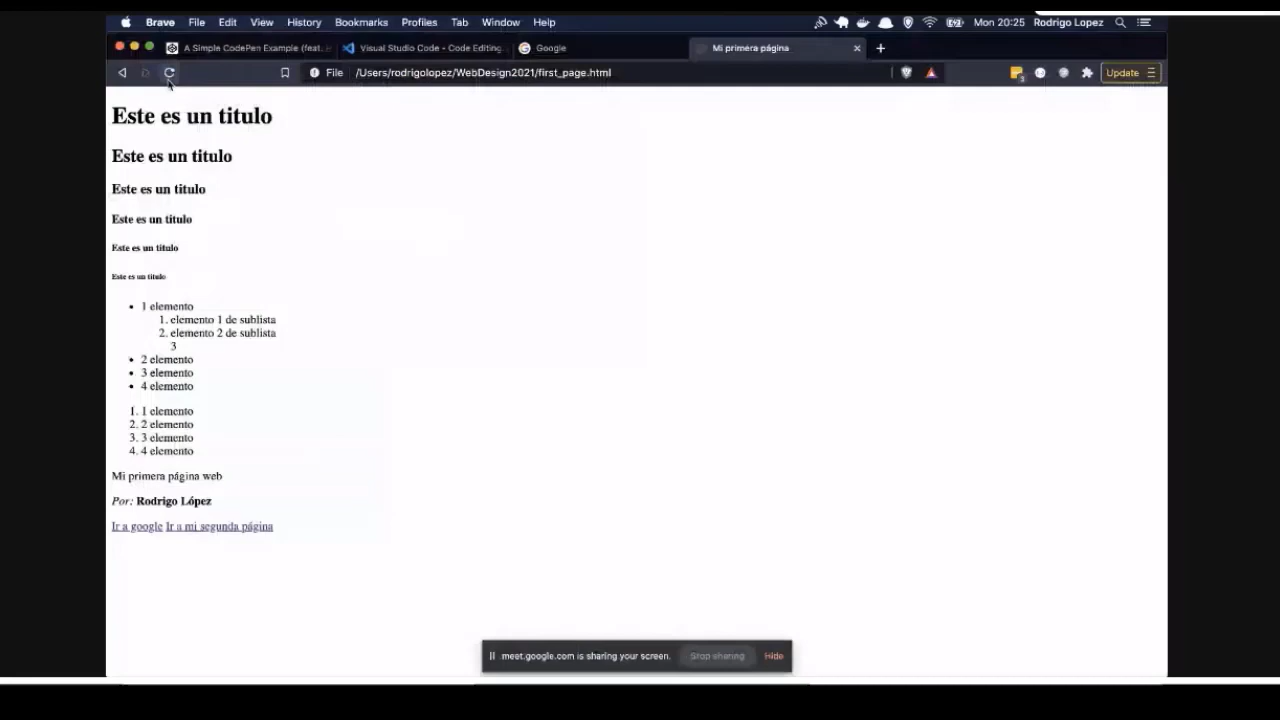 Brave File Edit View History Bookmarks Profiles Tab Window Help Mon 20:25 Rodrigo Lopez
A Simple CodePen Example (feat. Visual Studio Code - Code Editing Google Mi primera página
File /Users/rodrigolopez/WebDesign2021/first_page.html Update
Este es un titulo
Este es un titulo
Este es un titulo
Este es un titulo
Este es un titulo
Este es un titulo
• 1 elemento
1. elemento 1 de sublista
2. elemento 2 de sublista
3
• 2 elemento
• 3 elemento
• 4 elemento
1. 1 elemento
2. 2 elemento
3. 3 elemento
4. 4 elemento
Mi primera página web
Por: Rodrigo López
Ir a google Ir a mi segunda página
meet.google.com is sharing your screen. Stop sharing Hide